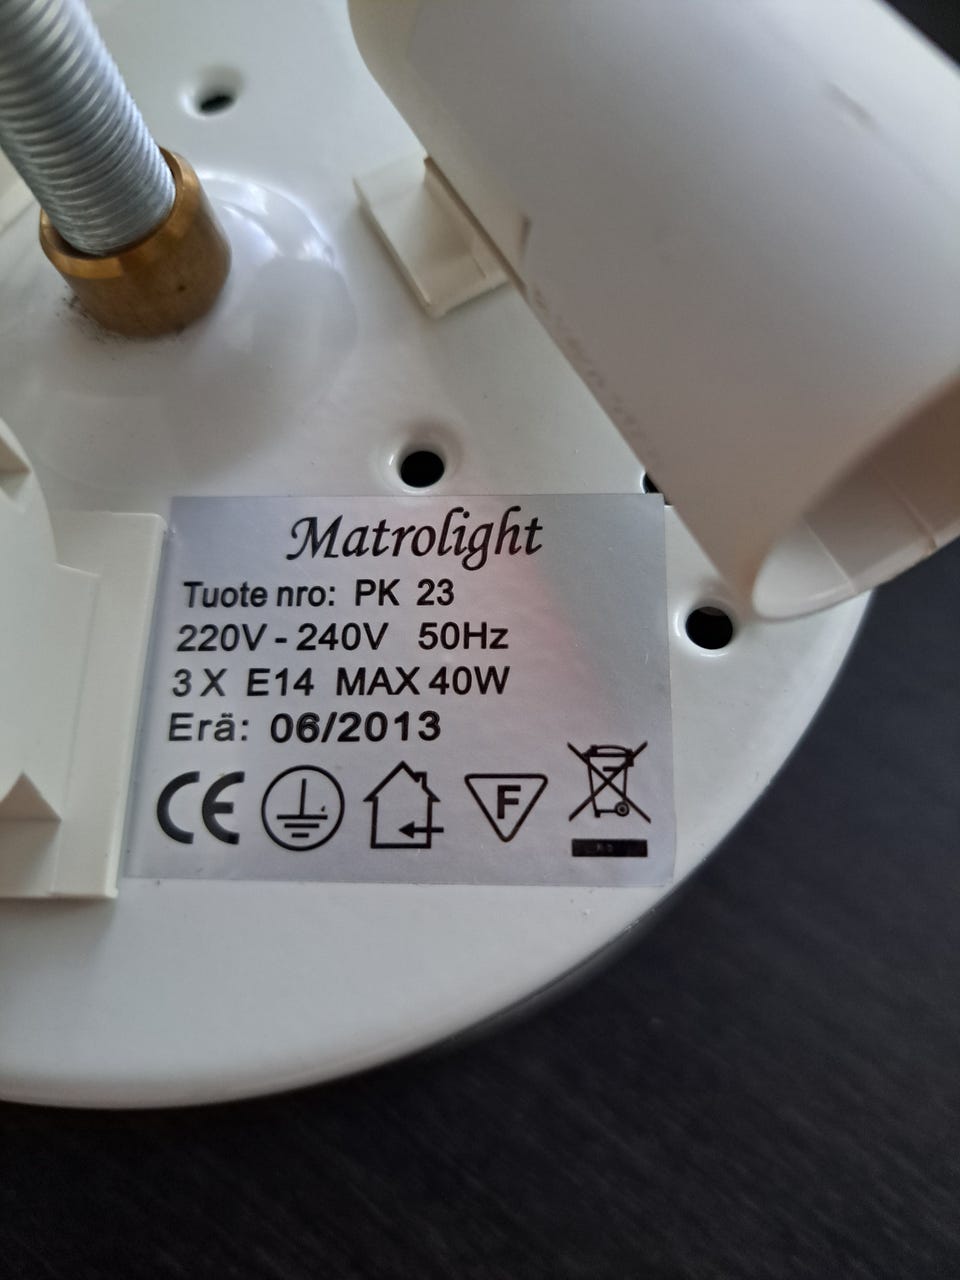 Matrolight
Tuote nro: PK 23
220V - 240V 50Hz
3 X E14 MAX 40W
Erä: 06/2013
CE
F